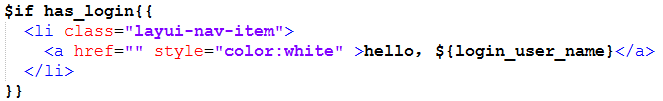 $if has_login{{
<li class="layui-nav-item">
<a href="" style="color:white" >hello, ${login_user_name}</a>
</li>
}}